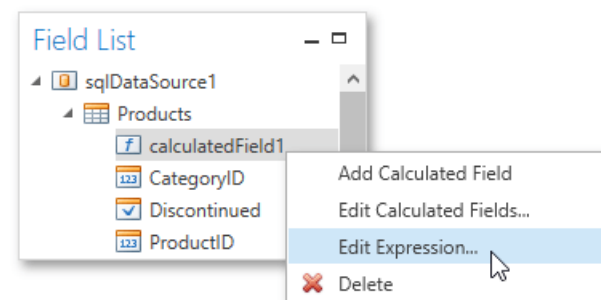 Field List
sqlDataSource1
Products
calculatedField1
CategoryID
Discontinued
ProductID
Add Calculated Field
Edit Calculated Fields...
Edit Expression...
Delete